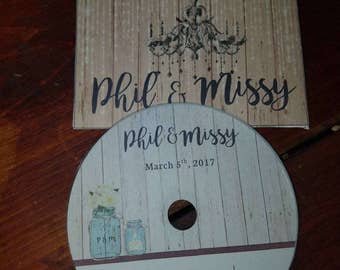 Phil & Missy
Phil & Missy
March 5th, 2017
P & M